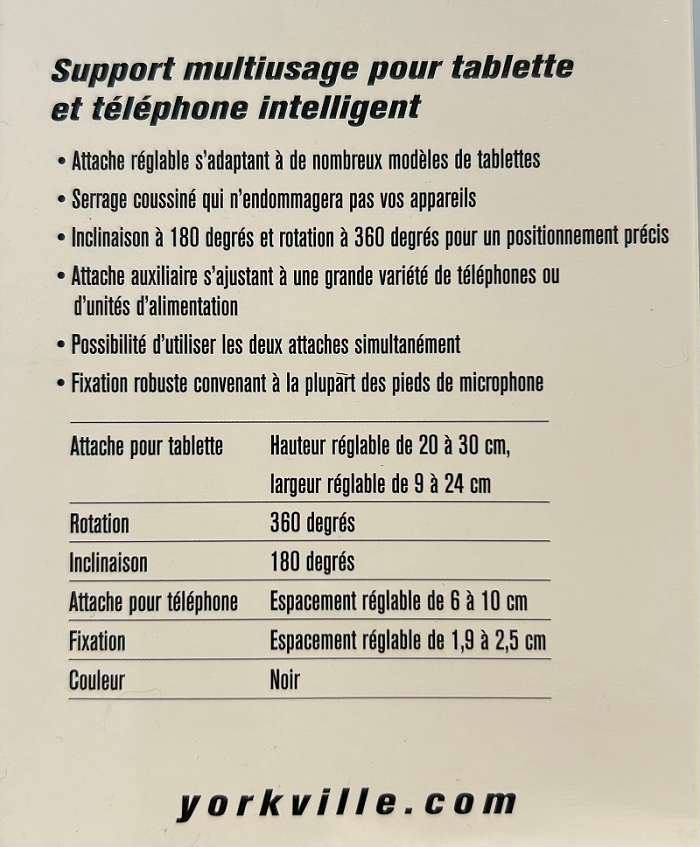 Support multiusage pour tablette
et téléphone intelligent
• Attache réglable s'adaptant à de nombreux modèles de tablettes
• Serrage coussiné qui n'endommagera pas vos appareils
• Inclinaison à 180 degrés et rotation à 360 degrés pour un positionnement précis
• Attache auxiliaire s'ajustant à une grande variété de téléphones ou
d'unités d'alimentation
• Possibilité d'utiliser les deux attaches simultanément
• Fixation robuste convenant à la plupart des pieds de microphone
Attache pour tablette Hauteur réglable de 20 à 30 cm,
largeur réglable de 9 à 24 cm
Rotation 360 degrés
Inclinaison 180 degrés
Attache pour téléphone Espacement réglable de 6 à 10 cm
Fixation Espacement réglable de 1,9 à 2,5 cm
Couleur Noir
yorkville.com